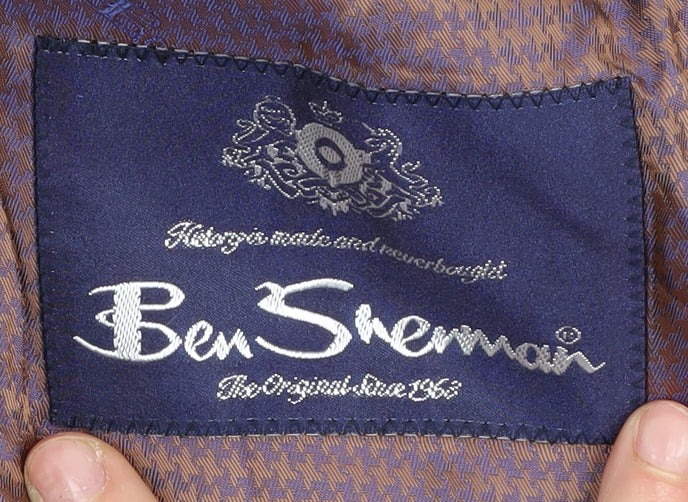 History is made and never bought
Ben Sherman ®
The Original Since 1963